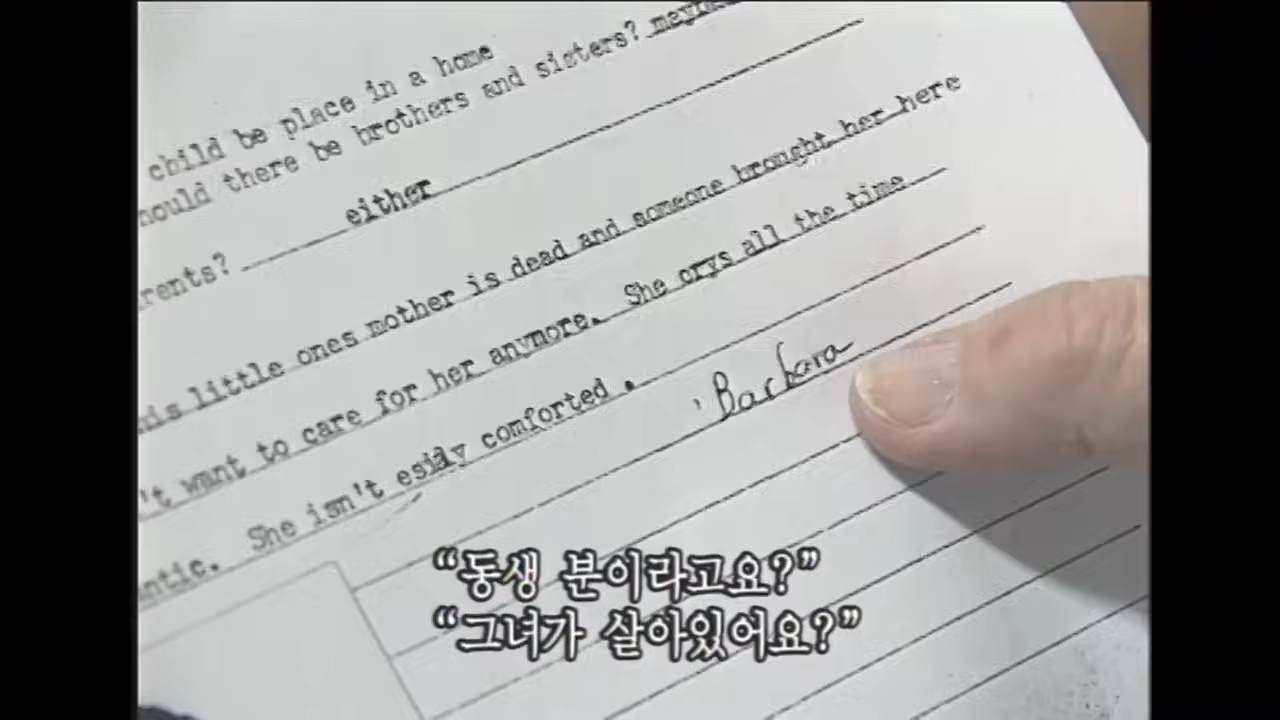 child be place in a home
hould there be brothers and sisters?
rents? either
his little ones mother is dead and someone brought her here
't want to care for her anymore. She crys all the time
ntic. She isn't esily comforted.
Barbara
“동생 분이라고요?”
“그녀가 살아있어요?”